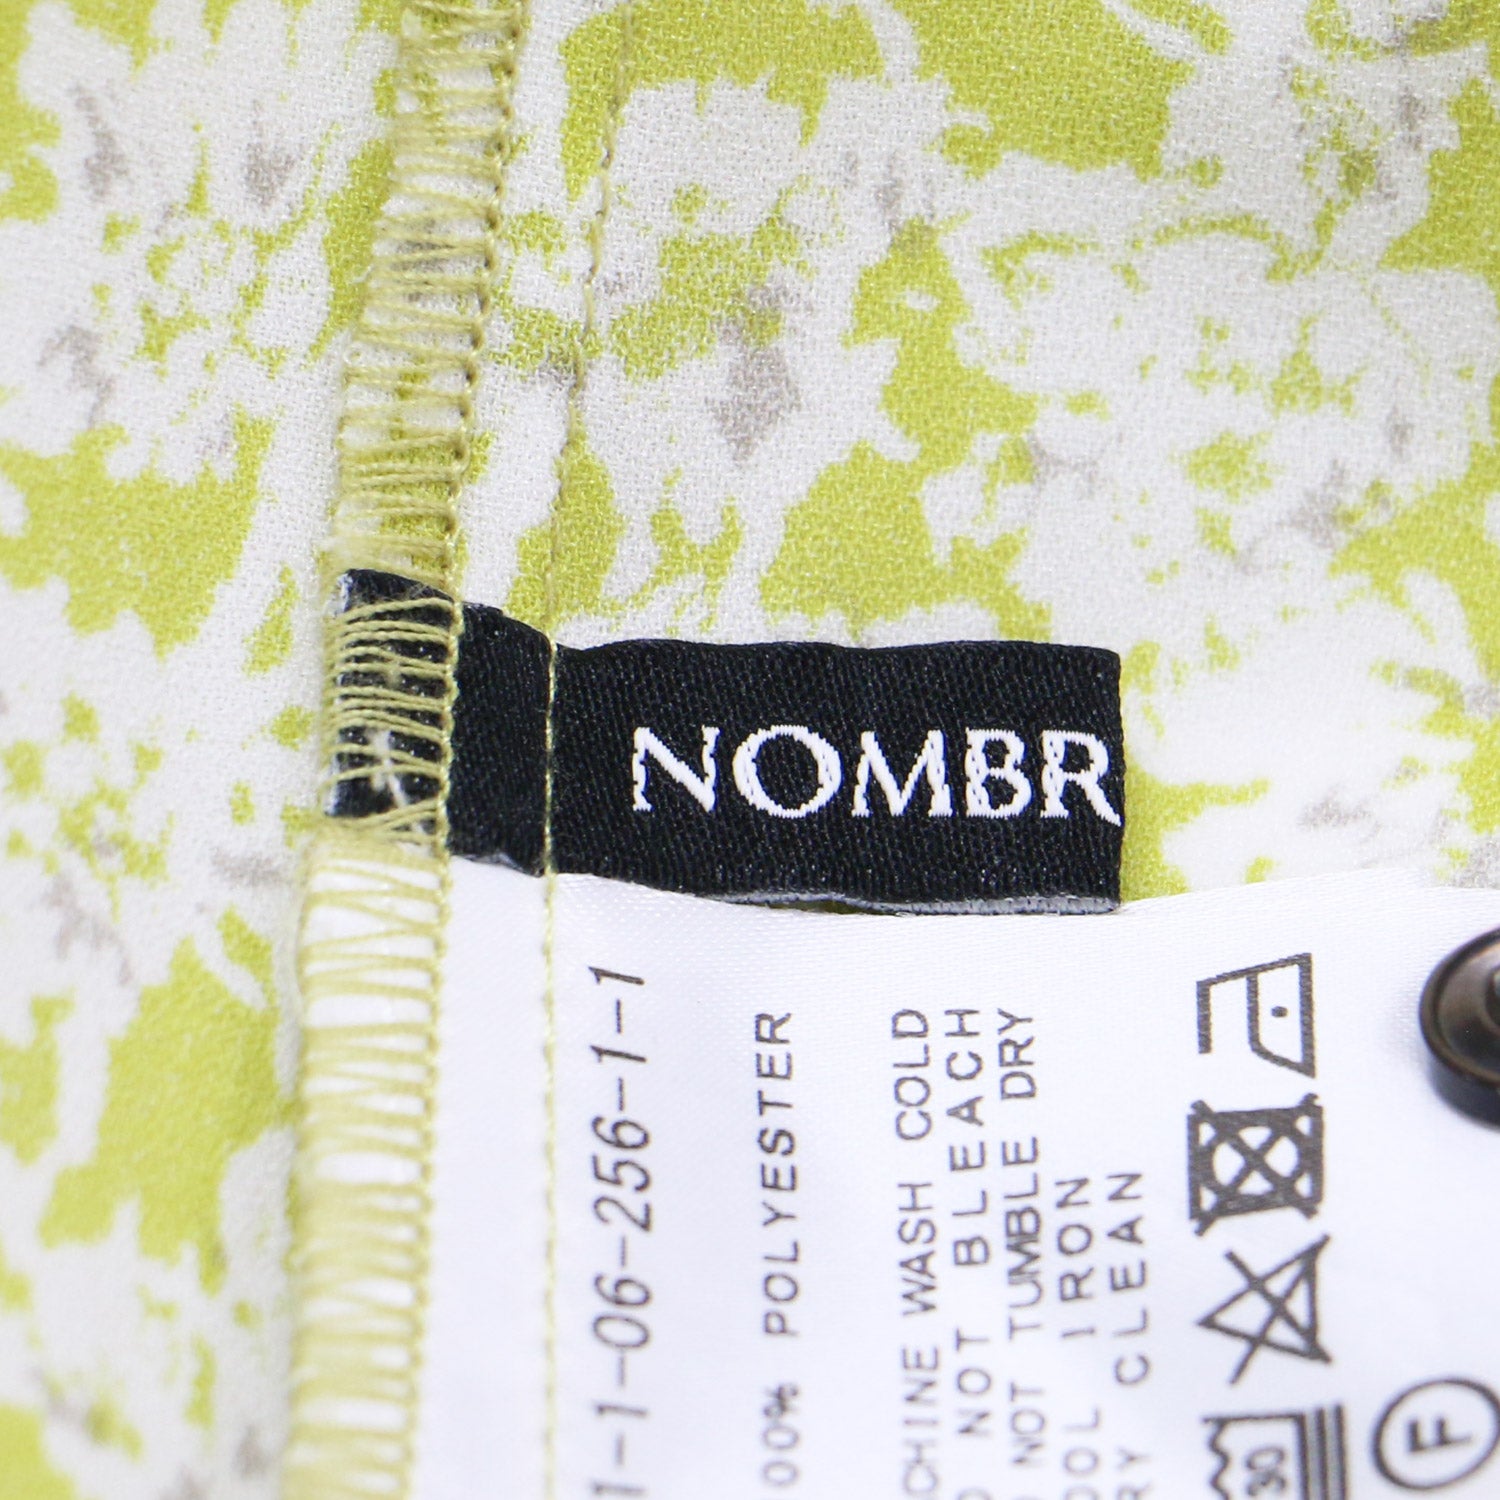 NOMBR
1-1-06-256-1-1
00% POLYESTER
CHINE WASH COLD
NOT BLEACH
NOT TUMBLE DRY
OOL IRON
RY CLEAN
30
F